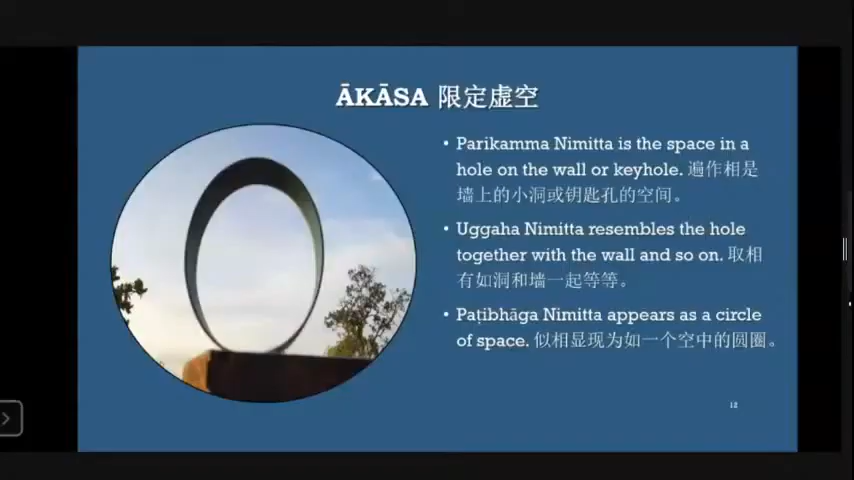 ĀKĀSA 限定虚空
• Parikamma Nimitta is the space in a
hole on the wall or keyhole. 遍作相是
墙上的小洞或钥匙孔的空间。
• Uggaha Nimitta resembles the hole
together with the wall and so on. 取相
有如洞和墙一起等等。
• Paṭibhāga Nimitta appears as a circle
of space. 似相显现为如一个空中的圆圈。
12